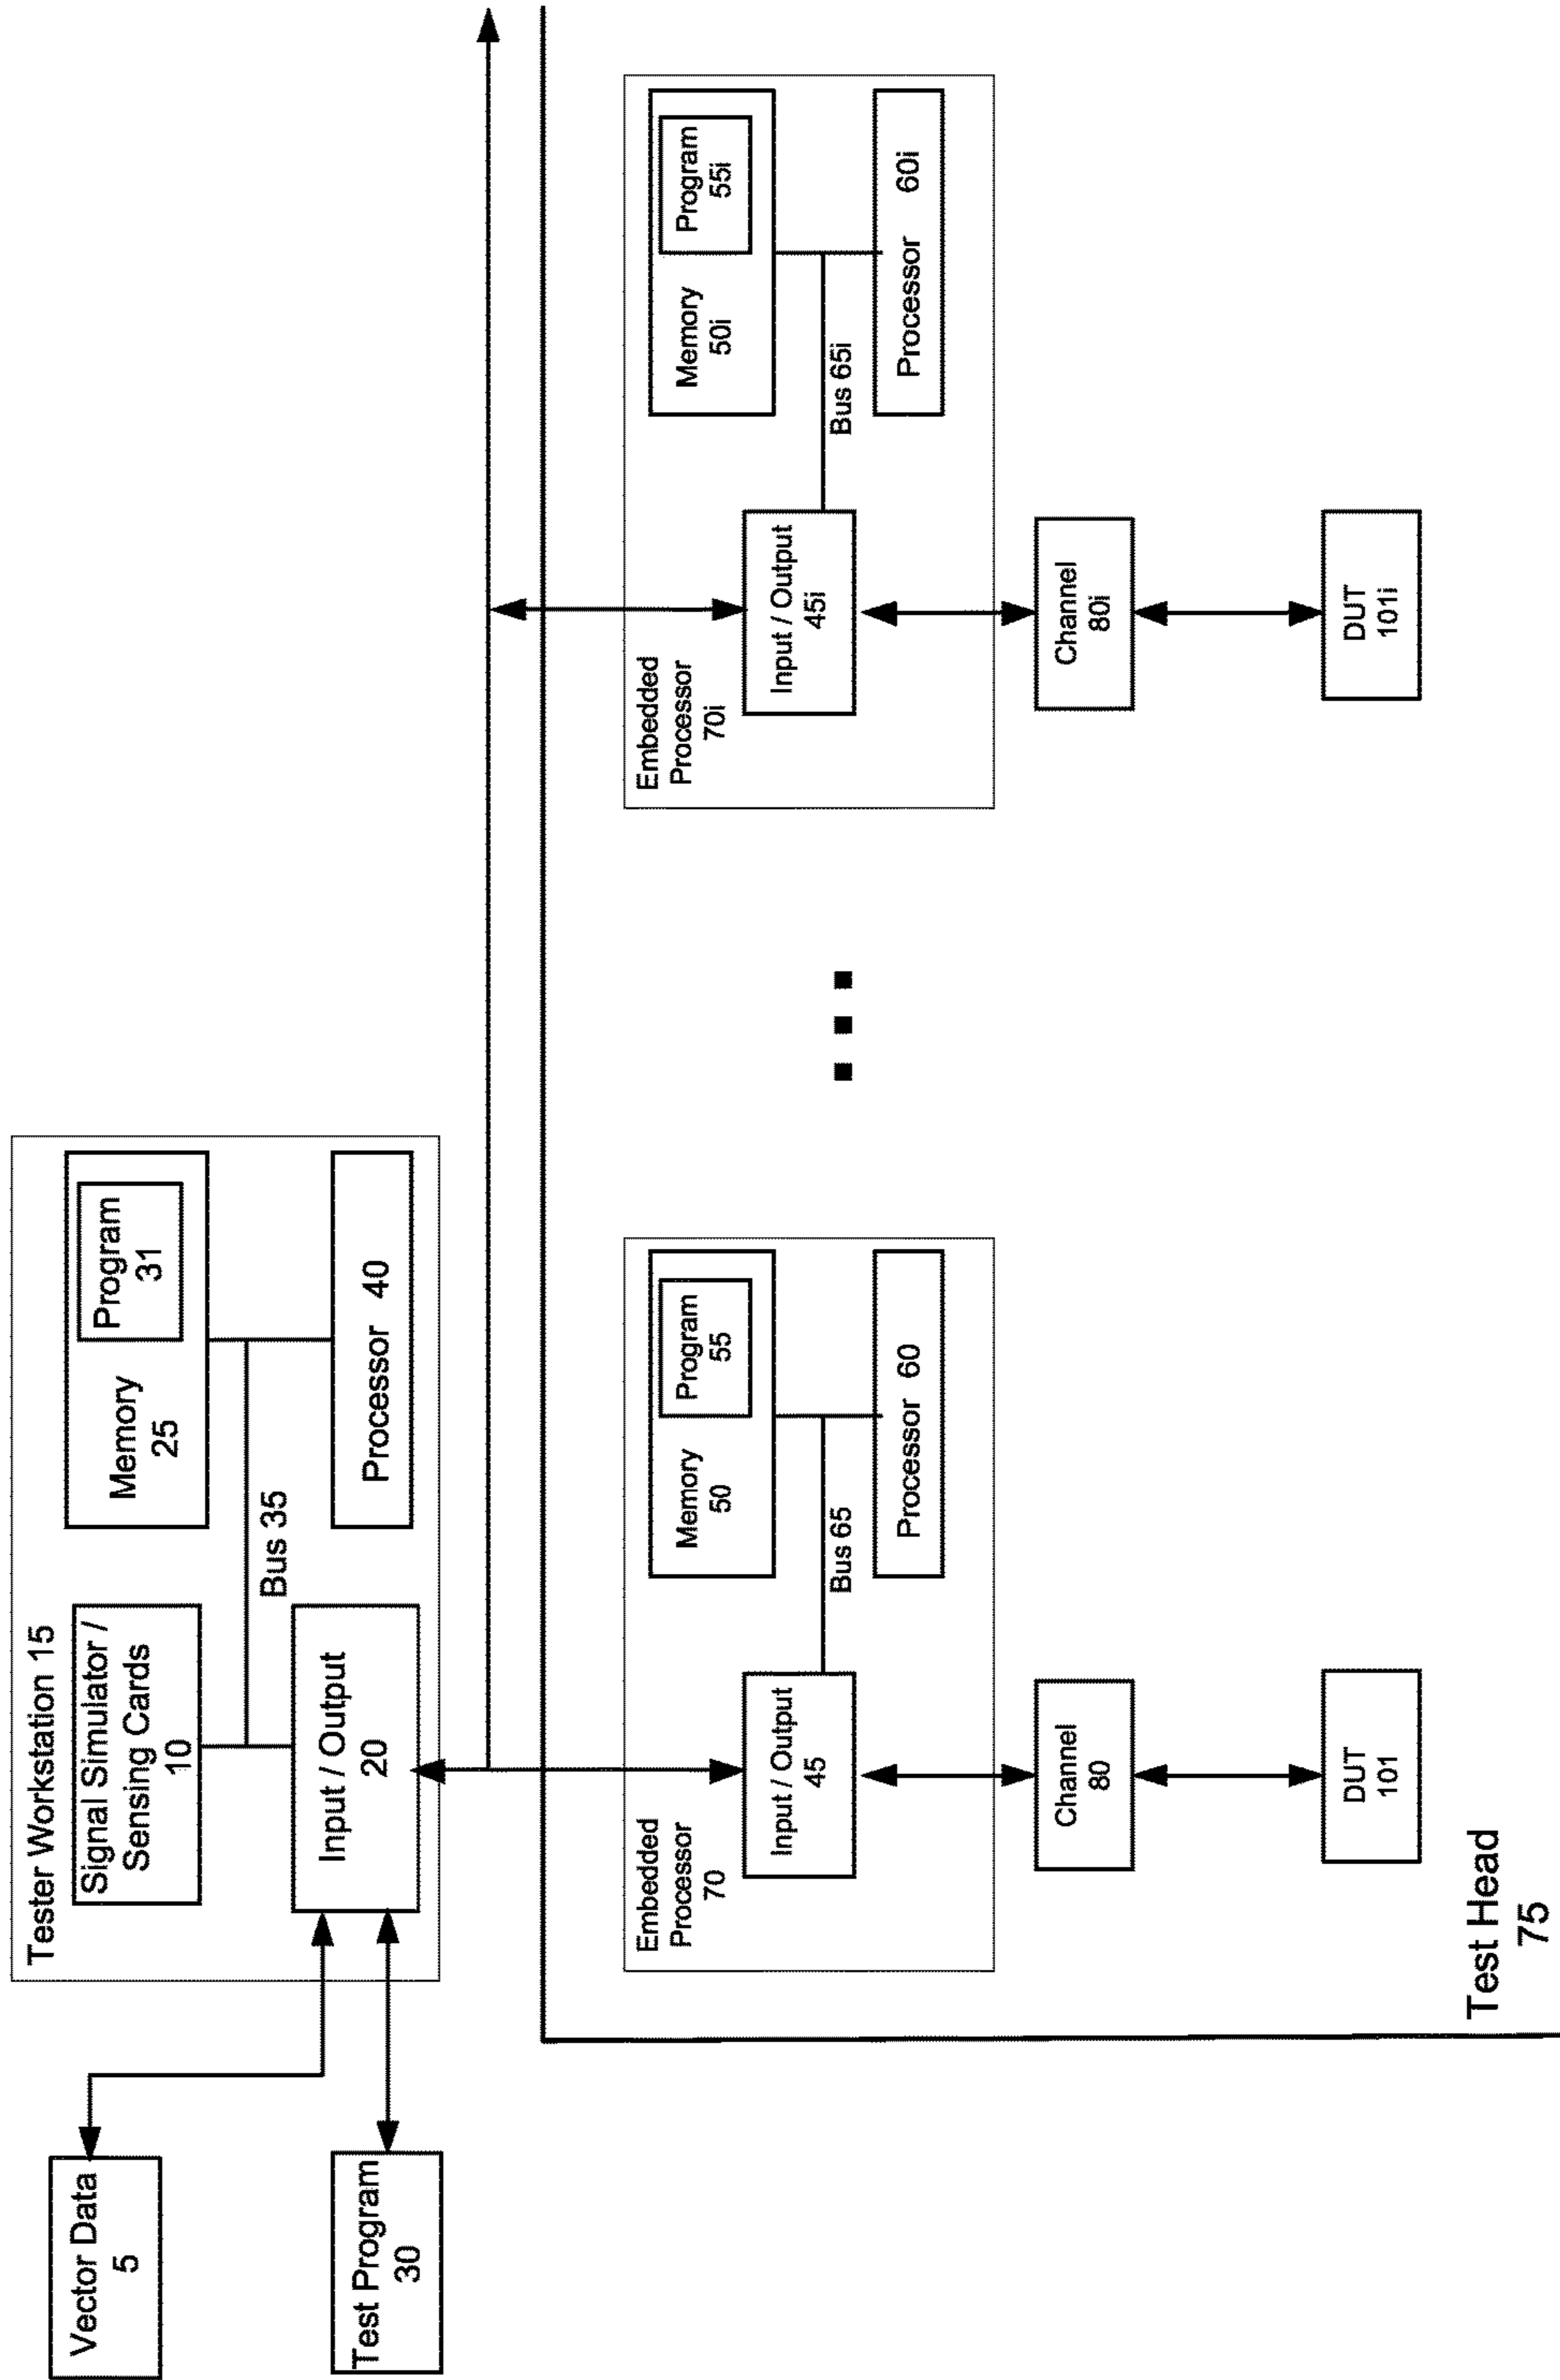 Vector Data
5
Test Program
30
Tester Workstation 15
Signal Simulator /
Sensing Cards
10
Input / Output
20
Bus 35
Memory
25
Program
31
Processor 40
Embedded
Processor
70
Input / Output
45
Bus 65
Memory
50
Program
55
Processor 60
Channel
80
DUT
101
Embedded
Processor
70i
Input / Output
45i
Bus 65i
Memory
50i
Program
55i
Processor 60i
Channel
80i
DUT
101i
Test Head
75